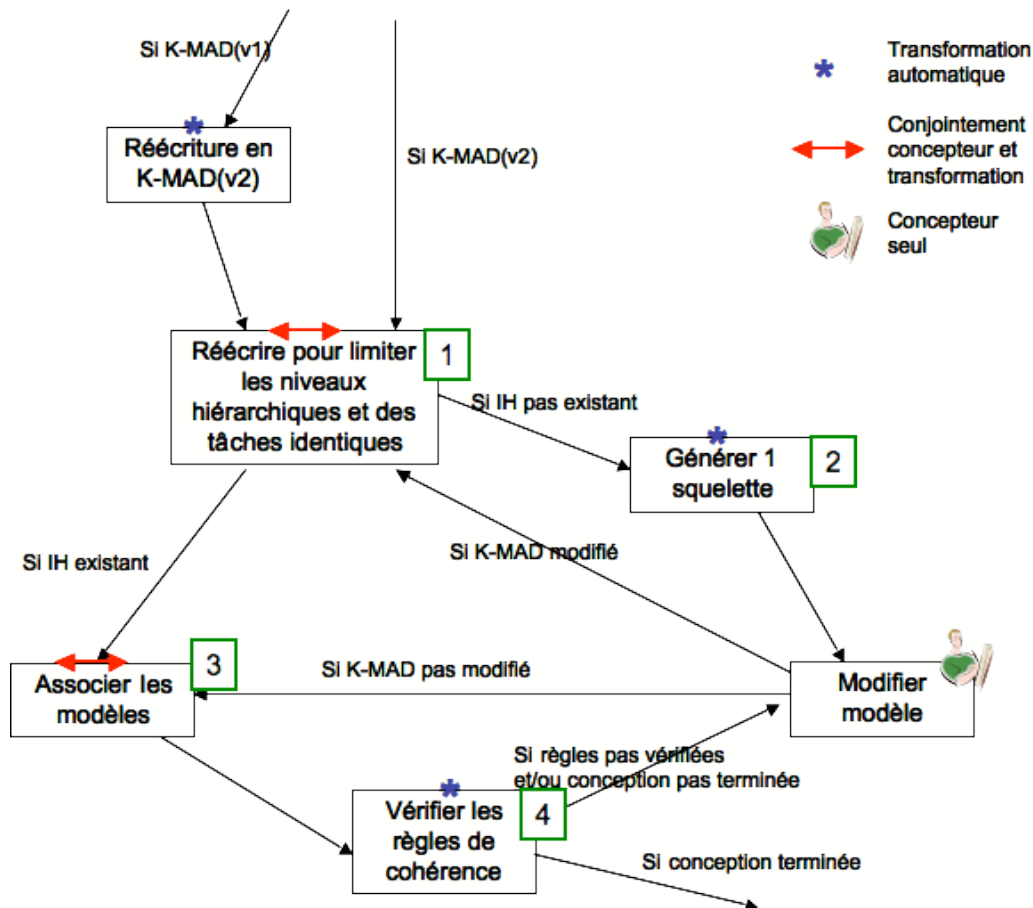 Si K-MAD(v1)
Transformation
automatique
Conjointement
concepteur et
transformation
Concepteur
seul
Réécriture en
K-MAD(v2)
Si K-MAD(v2)
Réécrire pour limiter
les niveaux
hiérarchiques et des
tâches identiques
1
Si IH pas existant
Générer 1
squelette
2
Si K-MAD modifié
Si IH existant
Associer les
modèles
3
Si K-MAD pas modifié
Modifier
modèle
Si règles pas vérifiées
et/ou conception pas terminée
Vérifier les
règles de
cohérence
4
Si conception terminée